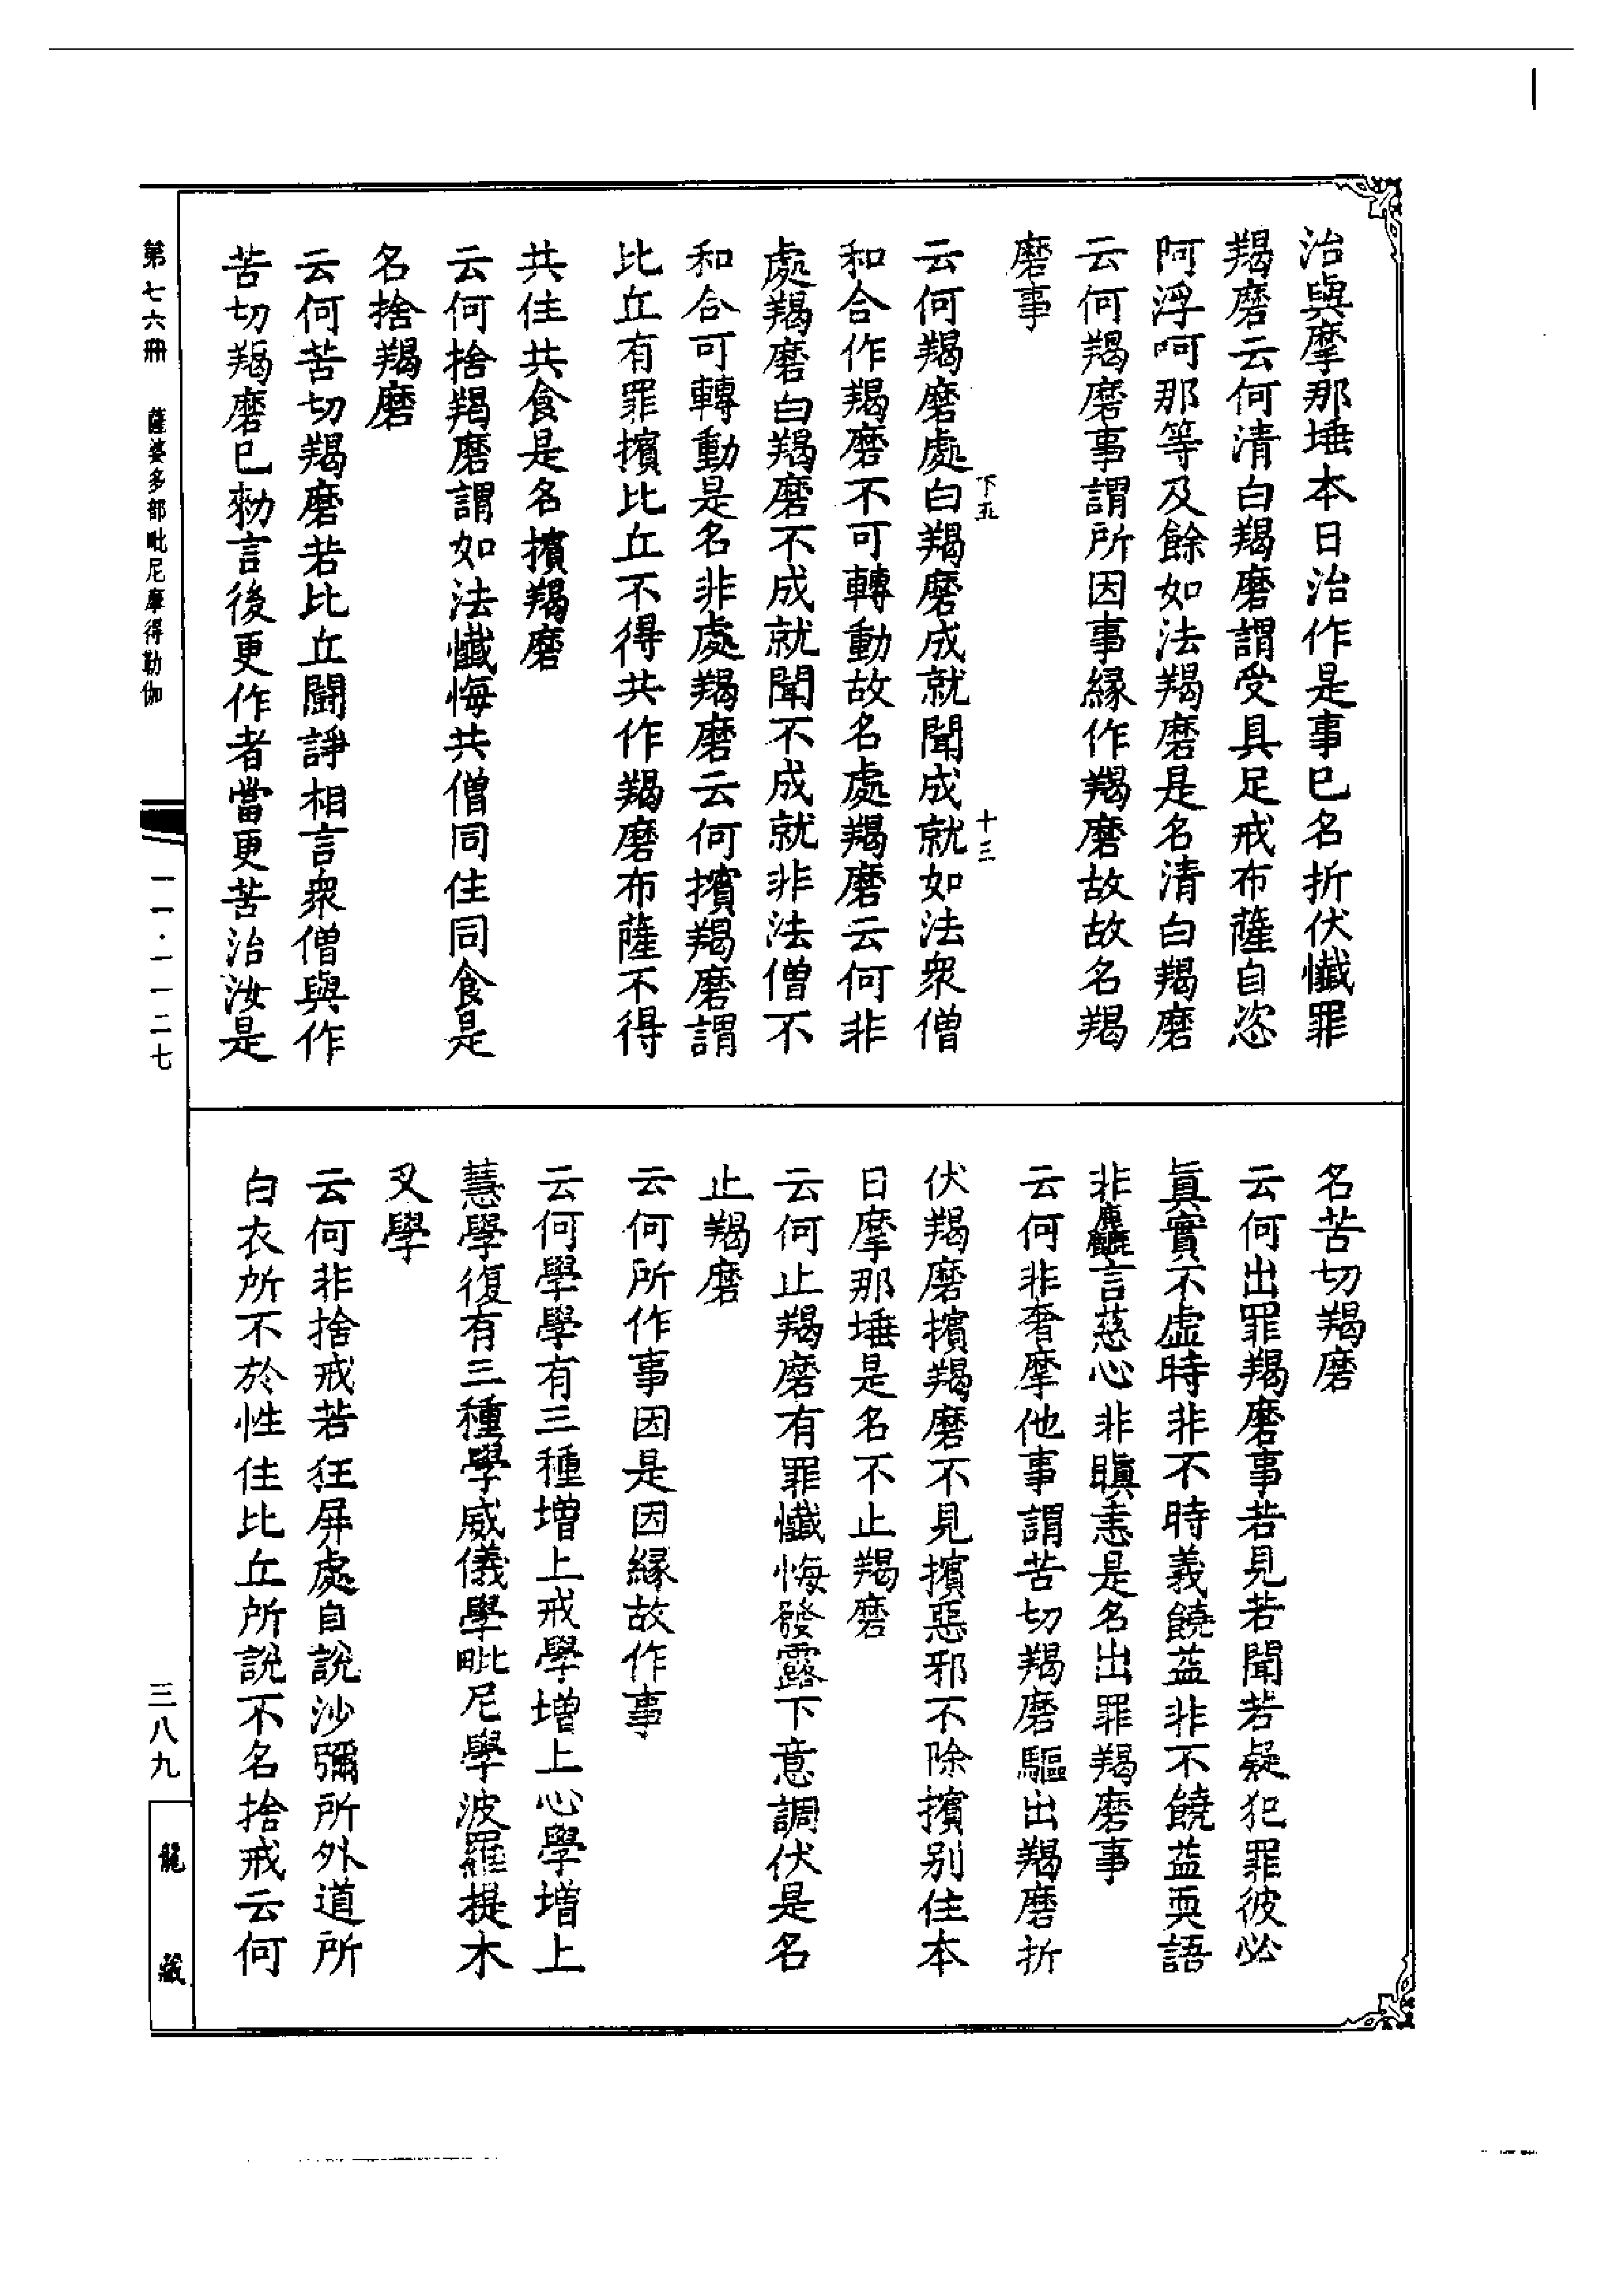 治與摩那埵本日治作是事已名折伏懺罪
羯磨云何清白羯磨謂受具足戒布薩自恣
阿浮呵那等及餘如法羯磨是名清白羯磨
云何羯磨事謂所因事緣作羯磨故故名羯
磨事
下五
十三
云何羯磨處白羯磨成就聞成就如法衆僧
和合作羯磨不可轉動故名處羯磨云何非
處羯磨白羯磨不成就聞不成就非法僧不
和合可轉動是名非處羯磨云何擯羯磨謂
比丘有罪擯比丘不得共作羯磨布薩不得
共住共食是名擯羯磨
云何捨羯磨謂如法懺悔共僧同住同食是
名捨羯磨
云何苦切羯磨若比丘鬪諍相言衆僧與作
苦切羯磨已勑言後更作者當更苦治汝是
名苦切羯磨
云何出罪羯磨事若見若聞若疑犯罪彼必
眞實不虛時非不時義饒益非不饒益耎語
非麁獷言慈心非瞋恚是名出罪羯磨事
云何非奢摩他事謂苦切羯磨驅出羯磨折
伏羯磨擯羯磨不見擯惡邪不除擯別住本
日摩那埵是名不止羯磨
云何止羯磨有罪懺悔發露下意調伏是名
止羯磨
云何所作事因是因緣故作事
云何學學有三種增上戒學增上心學增上
慧學復有三種學威儀學毗尼學波羅提木
叉學
云何非捨戒若狂屏處自說沙彌所外道所
白衣所不於性住比丘所說不名捨戒云何
第七六冊
薩婆多部毗尼摩得勒伽
一一·一一二七
三八九
龍藏